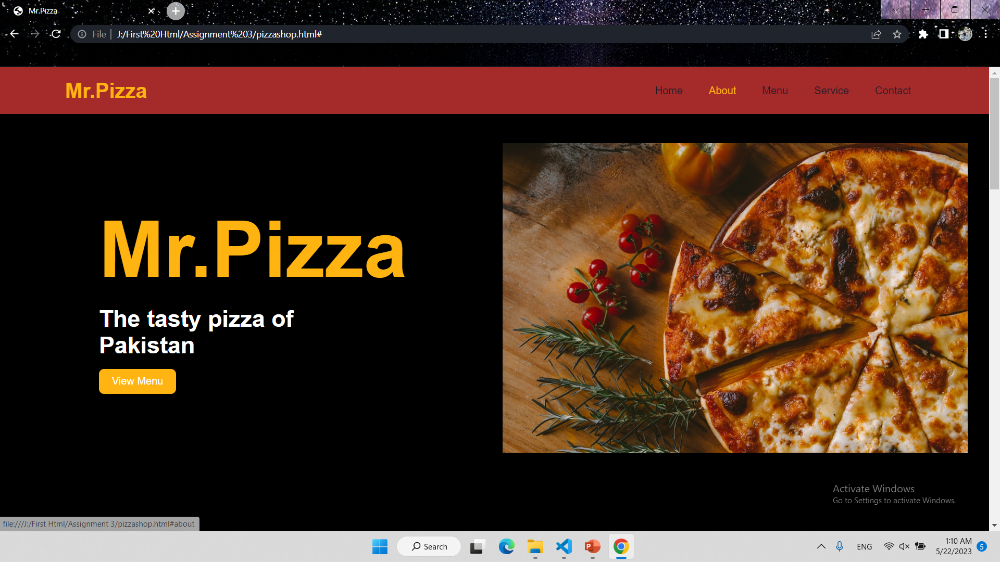 Mr.Pizza
File | J:/First%20Html/Assignment%203/pizzashop.html#
Mr.Pizza
Home About Menu Service Contact
Mr.Pizza
The tasty pizza of
Pakistan
View Menu
Activate Windows
Go to Settings to activate Windows.
file:///J:/First Html/Assignment 3/pizzashop.html#about
Search
ENG
1:10 AM
5/22/2023
5